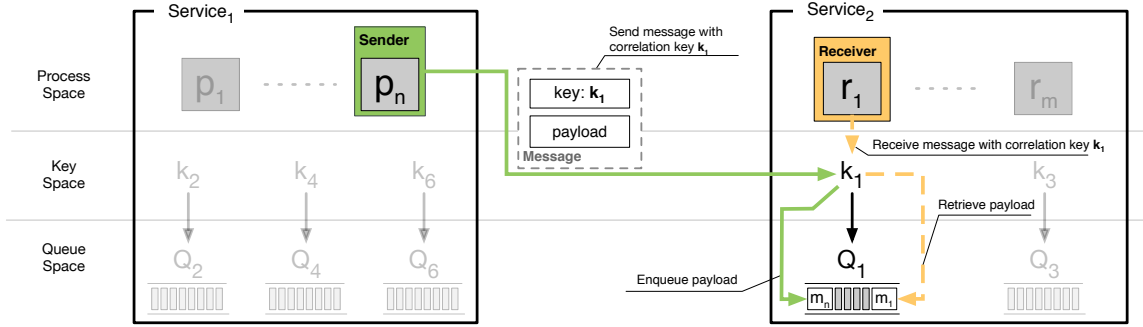 Service1
Service2
Send message with
correlation key k1
Sender
Receiver
Process
Space
p1
pn
key: k1
payload
Message
r1
rm
Receive message with correlation key k1
Key
Space
k2
k4
k6
k1
k3
Retrieve payload
Queue
Space
Q2
Q4
Q6
Q1
Q3
Enqueue payload
mn
m1